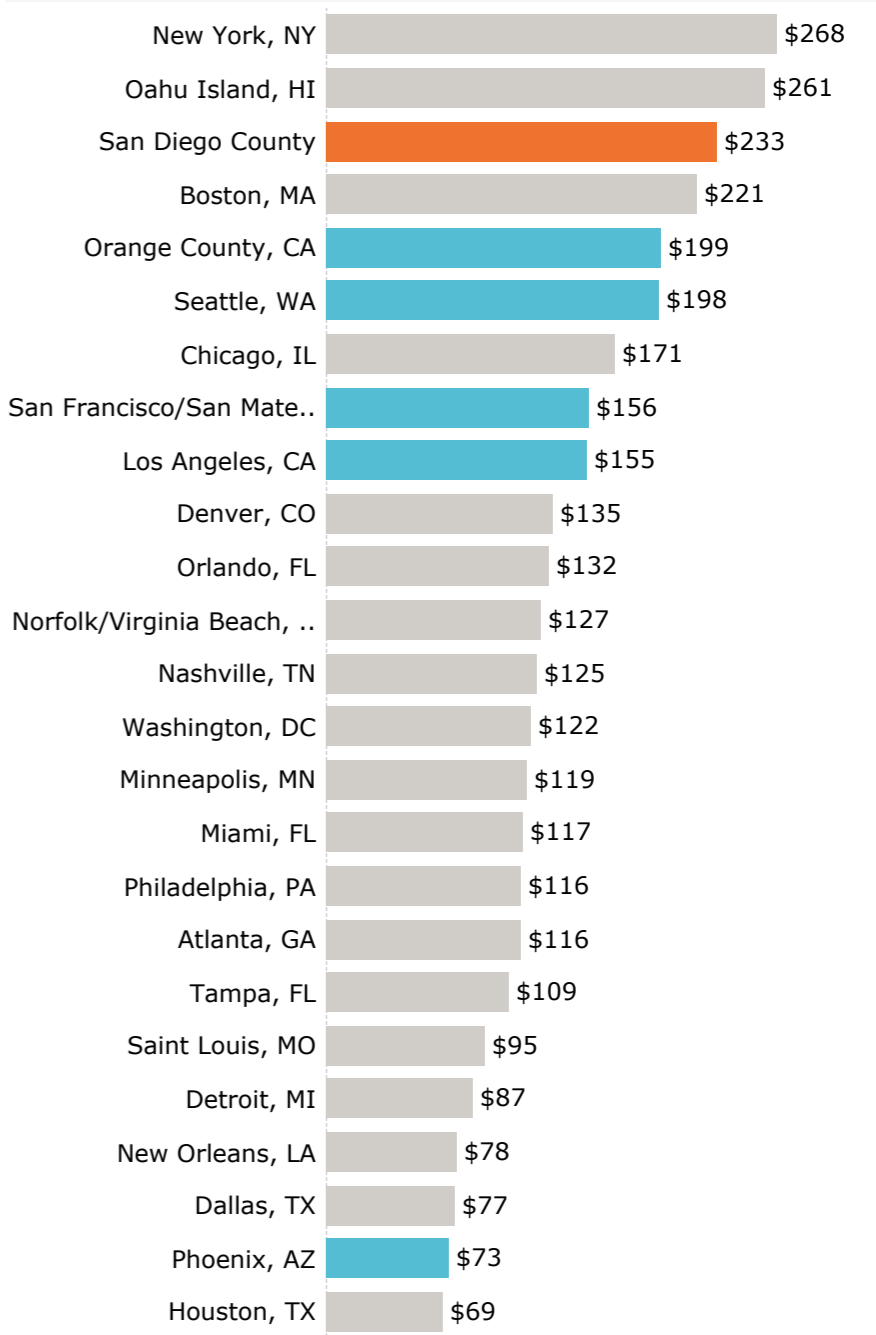 New York, NY $268
Oahu Island, HI $261
San Diego County $233
Boston, MA $221
Orange County, CA $199
Seattle, WA $198
Chicago, IL $171
San Francisco/San Mate.. $156
Los Angeles, CA $155
Denver, CO $135
Orlando, FL $132
Norfolk/Virginia Beach, .. $127
Nashville, TN $125
Washington, DC $122
Minneapolis, MN $119
Miami, FL $117
Philadelphia, PA $116
Atlanta, GA $116
Tampa, FL $109
Saint Louis, MO $95
Detroit, MI $87
New Orleans, LA $78
Dallas, TX $77
Phoenix, AZ $73
Houston, TX $69